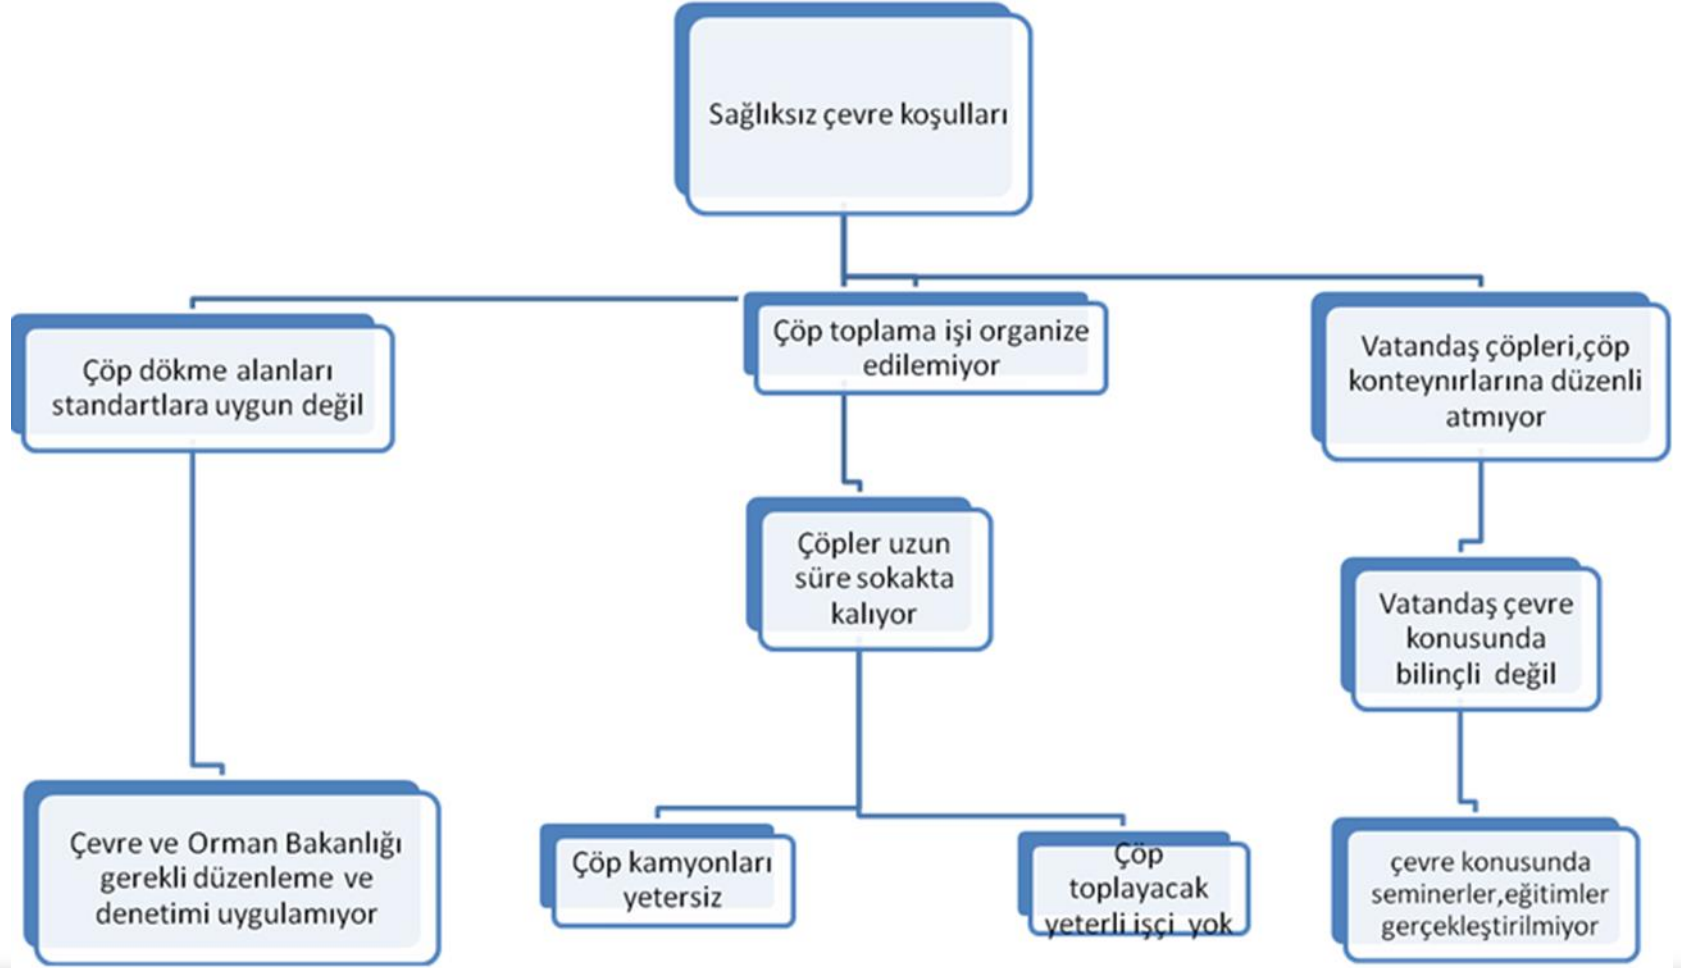 Sağlıksız çevre koşulları
Çöp dökme alanları
standartlara uygun değil
Çöp toplama işi organize
edilemiyor
Vatandaş çöpleri,çöp
konteynırlarına düzenli
atmıyor
Çöpler uzun
süre sokakta
kalıyor
Vatandaş çevre
konusunda
bilinçli değil
Çevre ve Orman Bakanlığı
gerekli düzenleme ve
denetimi uygulamıyor
Çöp kamyonları
yetersiz
Çöp
toplayacak
yeterli işçi yok
çevre konusunda
seminerler,eğitimler
gerçekleştirilmiyor